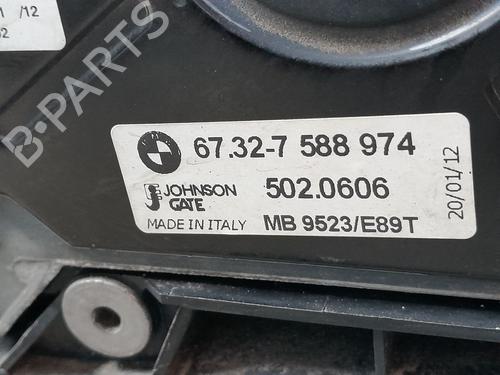 /12
67.32-7 588 974
JOHNSON
GATE
502.0606
MADE IN ITALY
MB 9523/E89T
20/01/12
B-PARTS